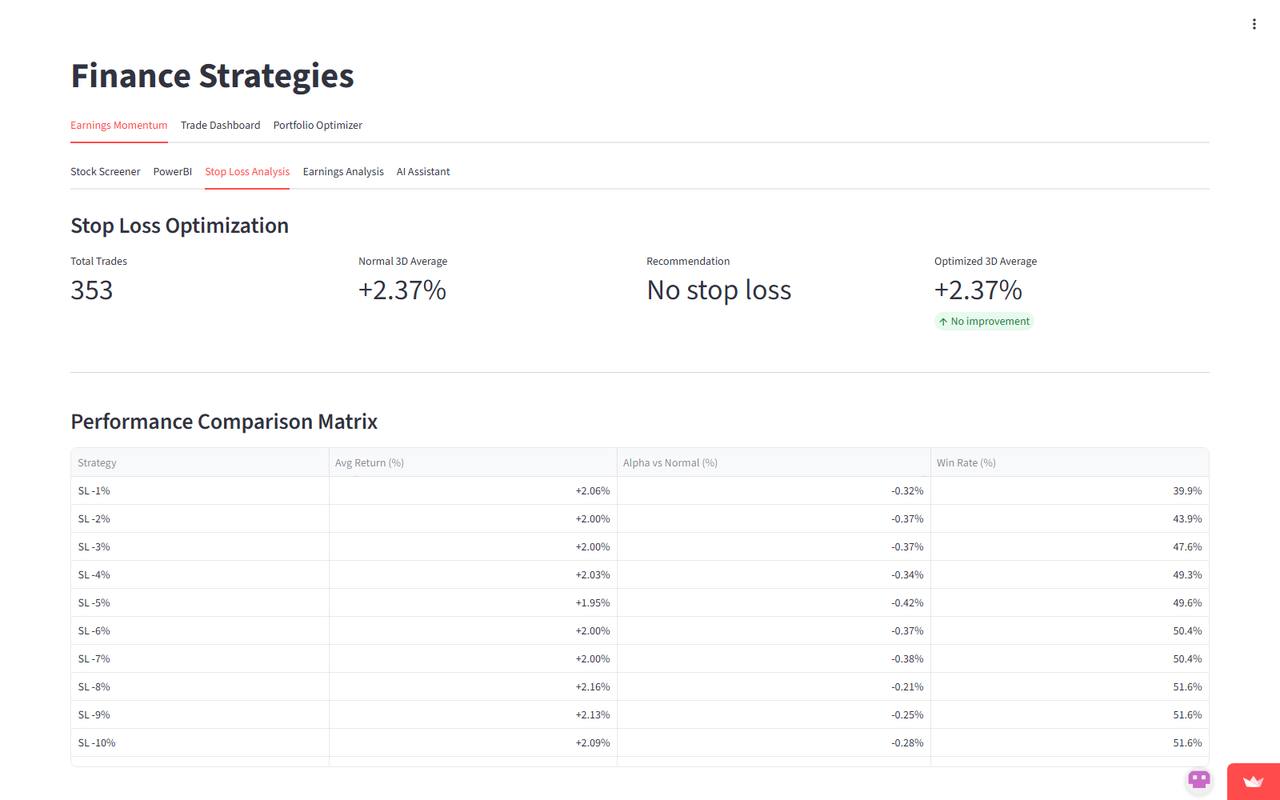 Finance Strategies
Earnings Momentum Trade Dashboard Portfolio Optimizer
Stock Screener PowerBI Stop Loss Analysis Earnings Analysis AI Assistant
Stop Loss Optimization
Total Trades Normal 3D Average Recommendation Optimized 3D Average
353 +2.37% No stop loss +2.37%
↑ No improvement
Performance Comparison Matrix
Strategy Avg Return (%) Alpha vs Normal (%) Win Rate (%)
SL -1% +2.06% -0.32% 39.9%
SL -2% +2.00% -0.37% 43.9%
SL -3% +2.00% -0.37% 47.6%
SL -4% +2.03% -0.34% 49.3%
SL -5% +1.95% -0.42% 49.6%
SL -6% +2.00% -0.37% 50.4%
SL -7% +2.00% -0.38% 50.4%
SL -8% +2.16% -0.21% 51.6%
SL -9% +2.13% -0.25% 51.6%
SL -10% +2.09% -0.28% 51.6%